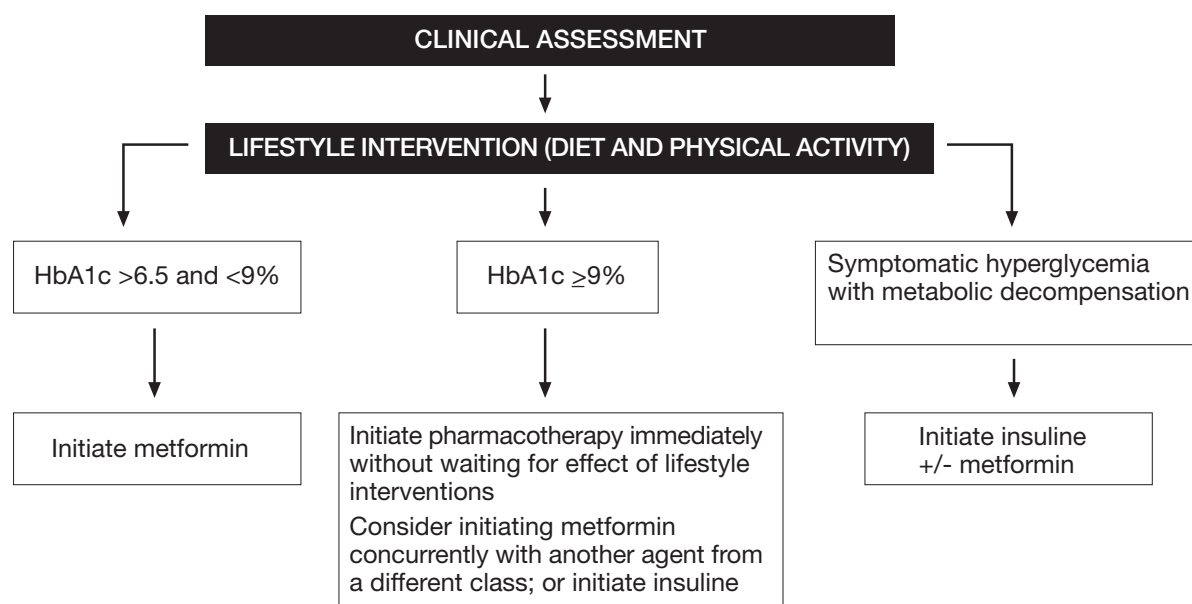 CLINICAL ASSESSMENT
LIFESTYLE INTERVENTION (DIET AND PHYSICAL ACTIVITY)
HbA1c >6.5 and <9%
HbA1c ≥9%
Symptomatic hyperglycemia
with metabolic decompensation
Initiate metformin
Initiate pharmacotherapy immediately
without waiting for effect of lifestyle
interventions
Consider initiating metformin
concurrently with another agent from
a different class; or initiate insuline
Initiate insuline
+/- metformin